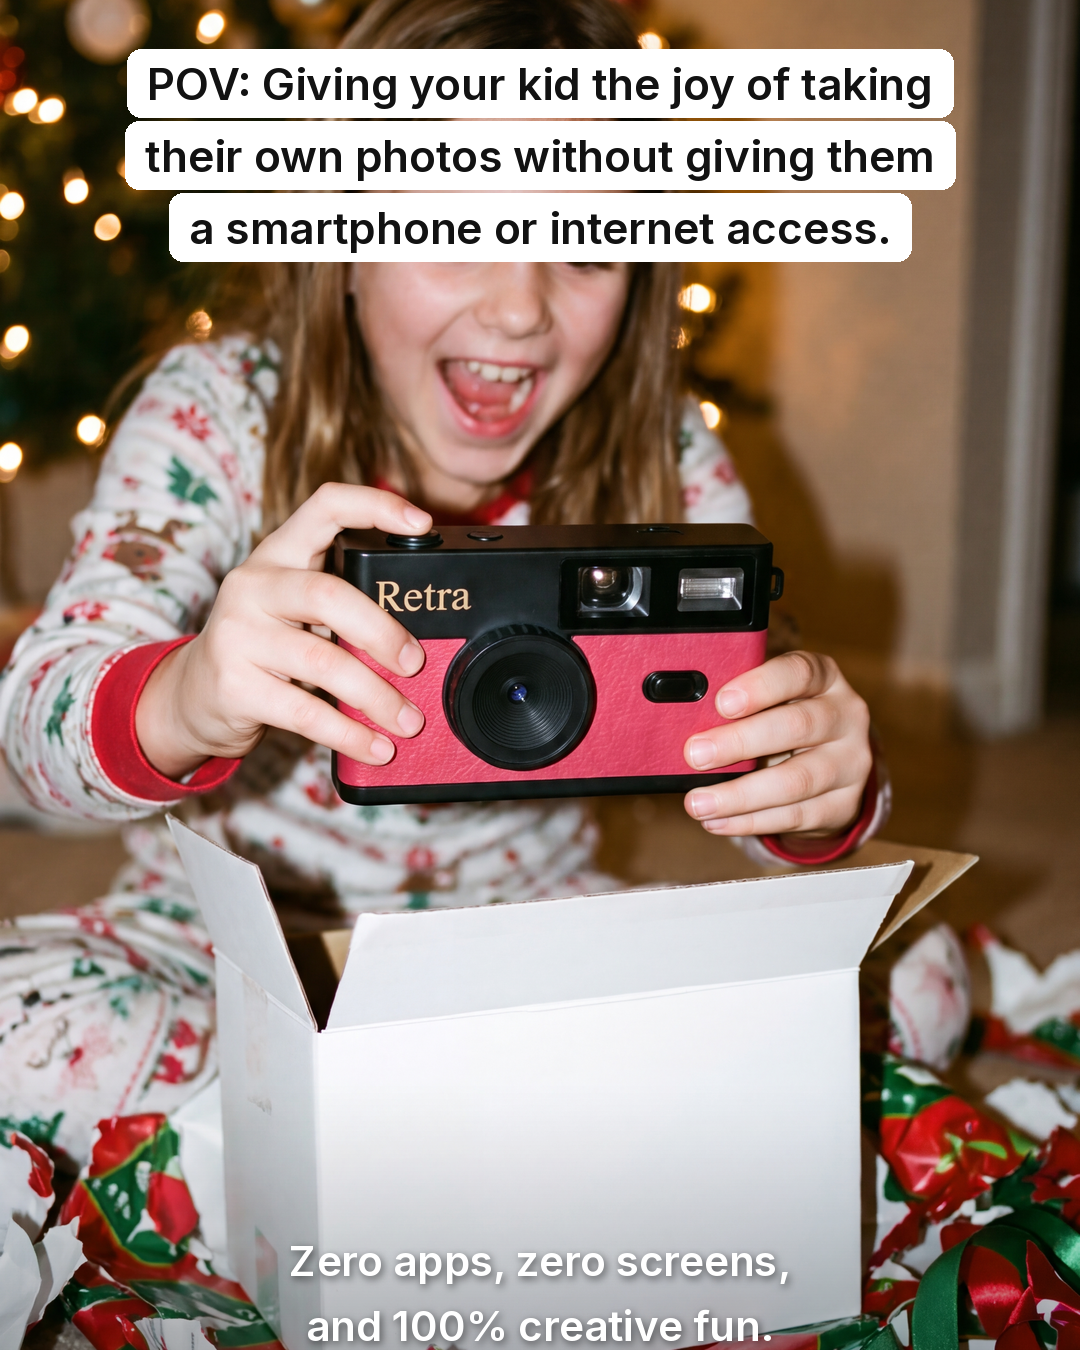 POV: Giving your kid the joy of taking
their own photos without giving them
a smartphone or internet access.
Retra
Zero apps, zero screens,
and 100% creative fun.